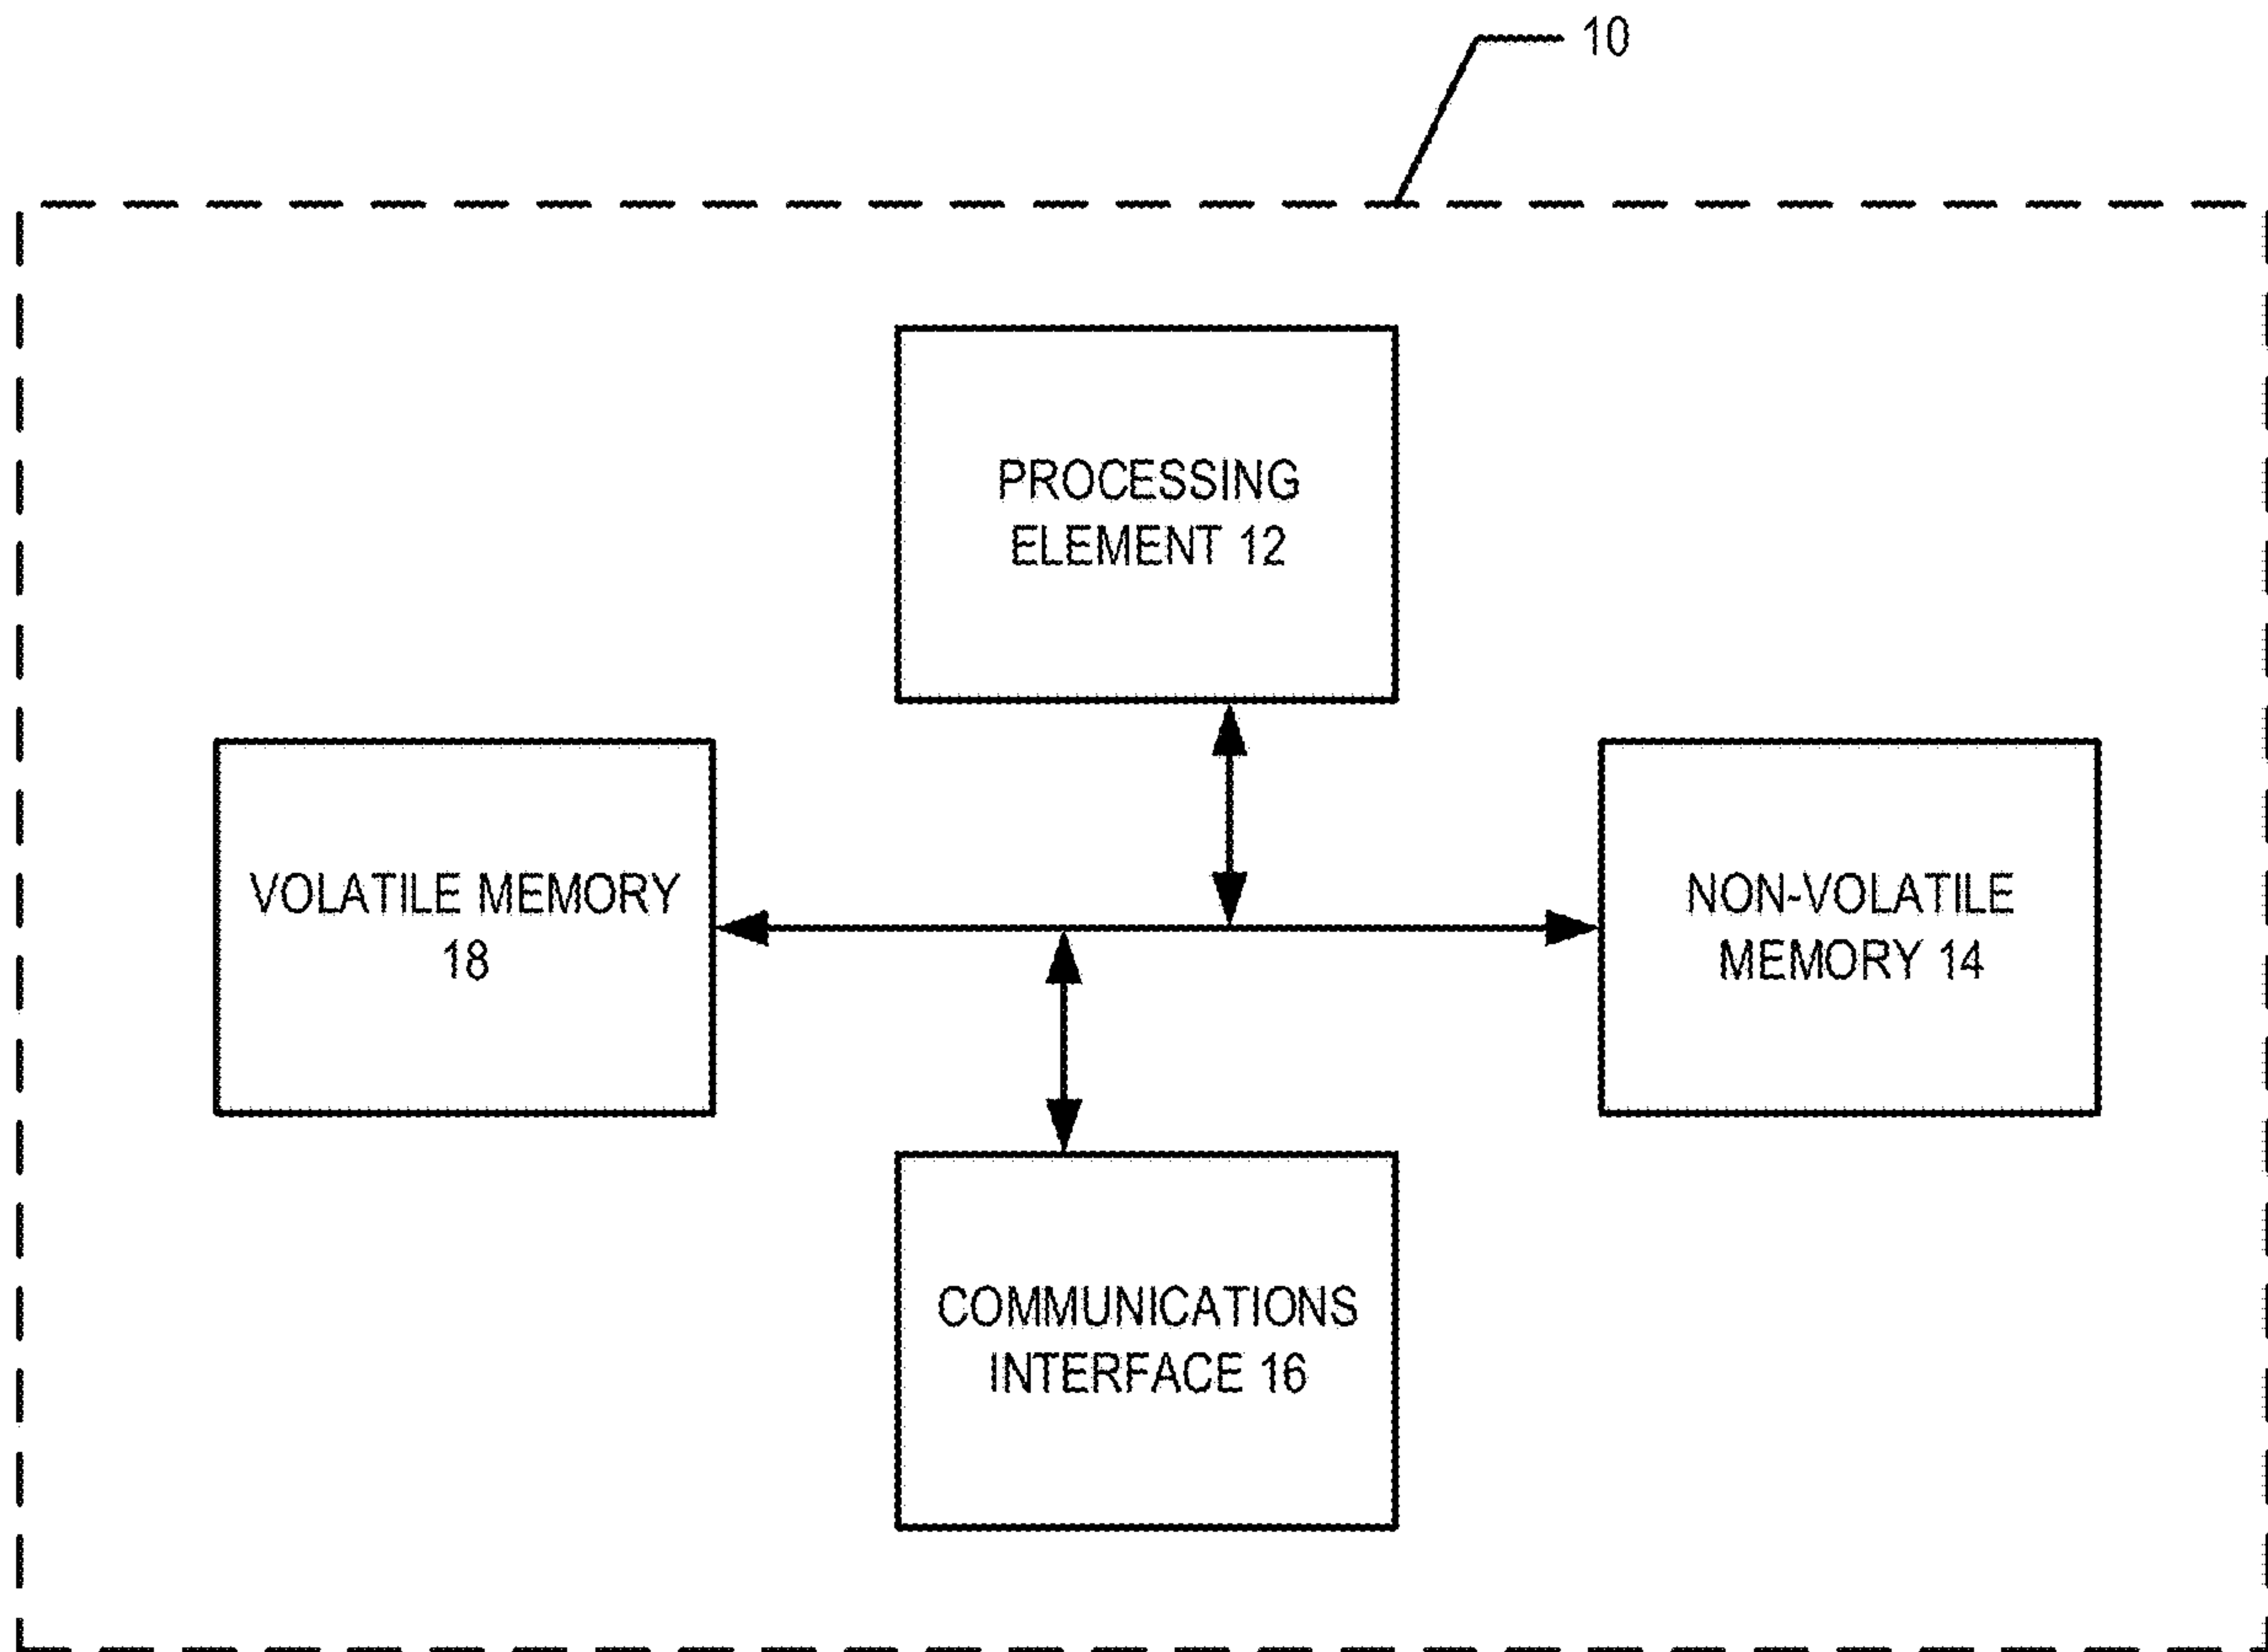 10
PROCESSING
ELEMENT 12
VOLATILE MEMORY
18
NON-VOLATILE
MEMORY 14
COMMUNICATIONS
INTERFACE 16